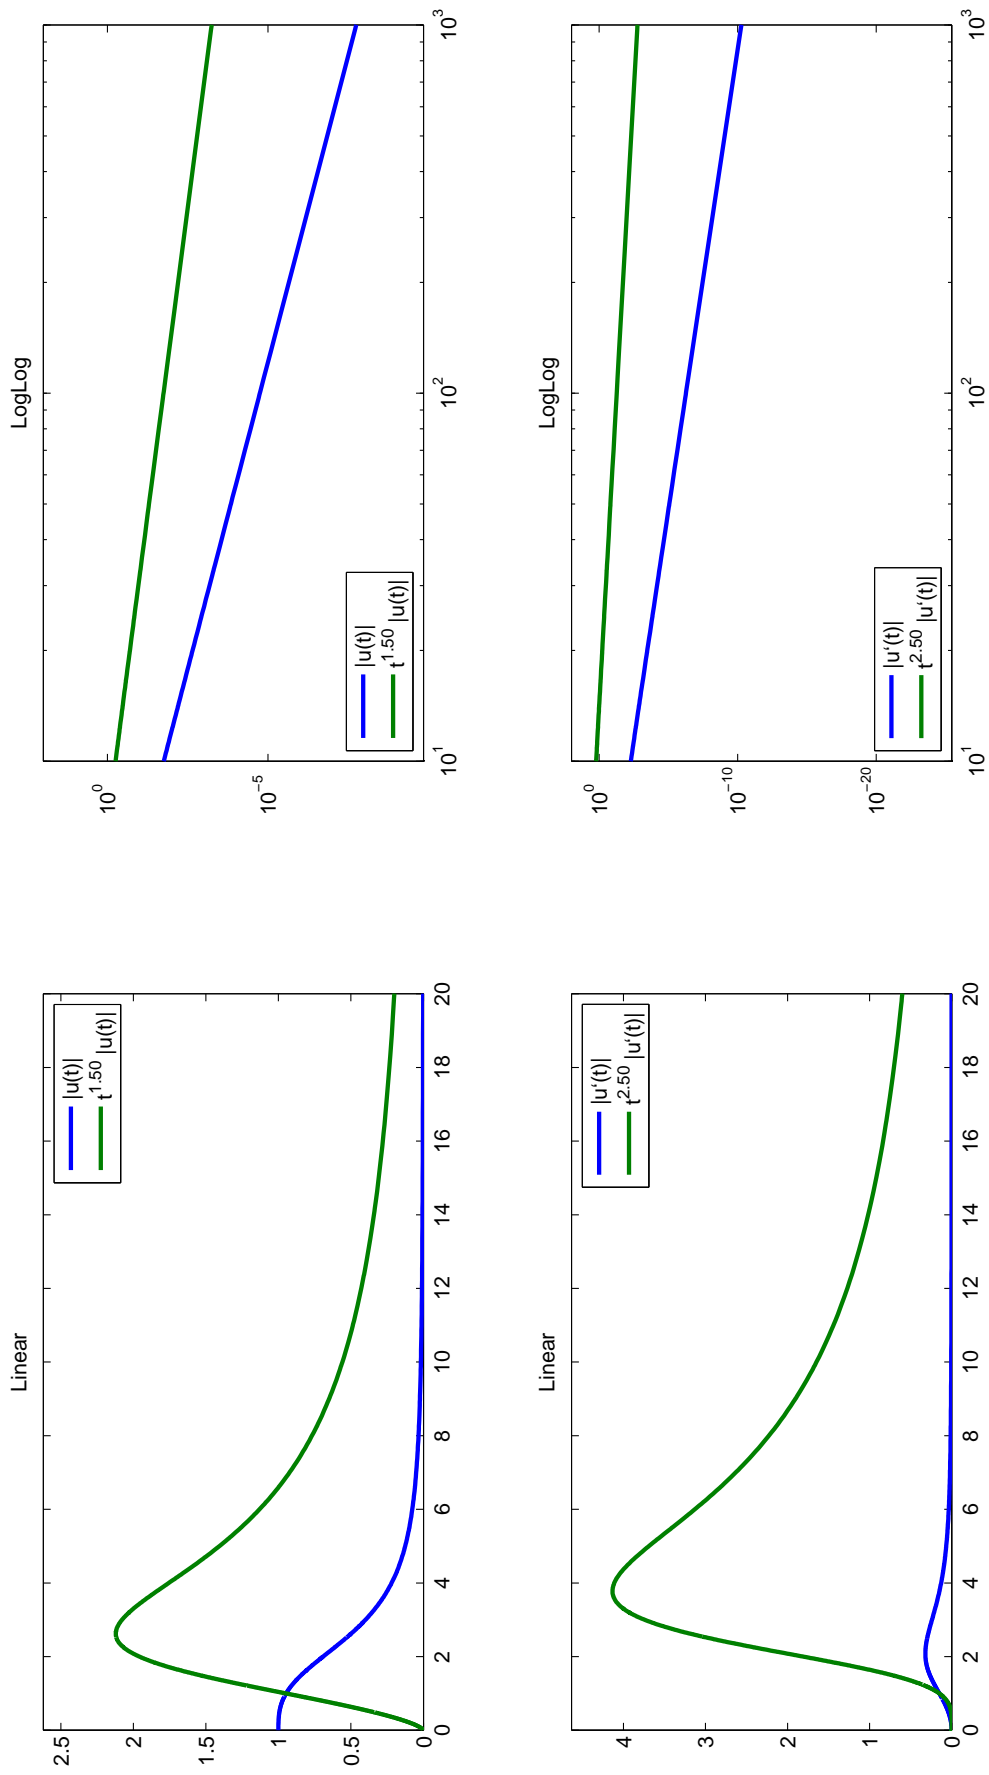 Linear
2.5
2
1.5
1
0.5
0
0 2 4 6 8 10 12 14 16 18 20
|u(t)|
t^1.50 |u(t)|
LogLog
10^0
10^−5
10^1 10^2 10^3
|u(t)|
t^1.50 |u(t)|
Linear
4
3
2
1
0
0 2 4 6 8 10 12 14 16 18 20
|u‘(t)|
t^2.50 |u‘(t)|
LogLog
10^0
10^−10
10^−20
10^1 10^2 10^3
|u‘(t)|
t^2.50 |u‘(t)|